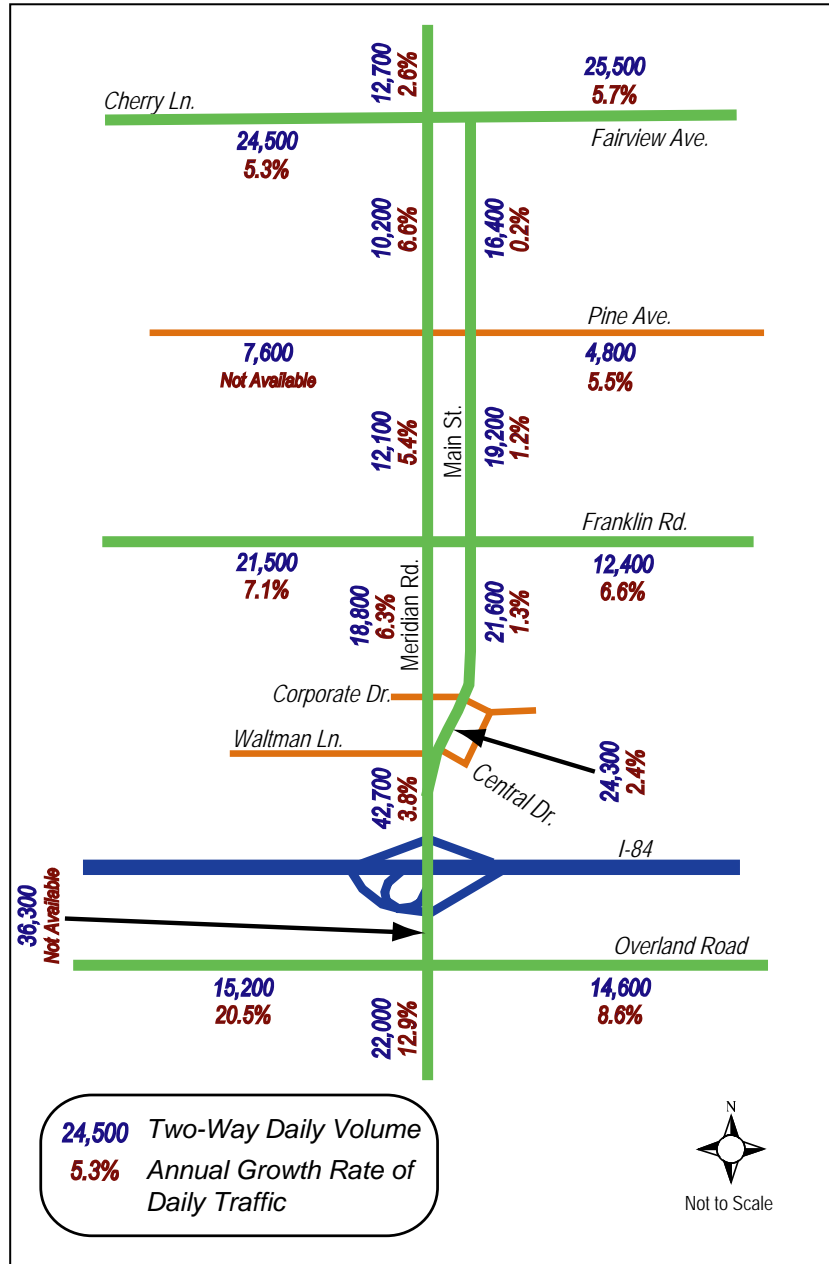 12,700
2.6%
25,500
5.7%
Cherry Ln.
Fairview Ave.
24,500
5.3%
10,200
6.6%
16,400
0.2%
Pine Ave.
7,600
Not Available
4,800
5.5%
12,100
5.4%
Main St.
19,200
1.2%
Franklin Rd.
21,500
7.1%
12,400
6.6%
18,800
6.3%
Meridian Rd.
21,600
1.3%
Corporate Dr.
Waltman Ln.
Central Dr.
24,300
2.4%
42,700
3.8%
I-84
36,300
Not Available
Overland Road
15,200
20.5%
14,600
8.6%
22,000
12.9%
24,500 Two-Way Daily Volume
5.3% Annual Growth Rate of
Daily Traffic
N
Not to Scale